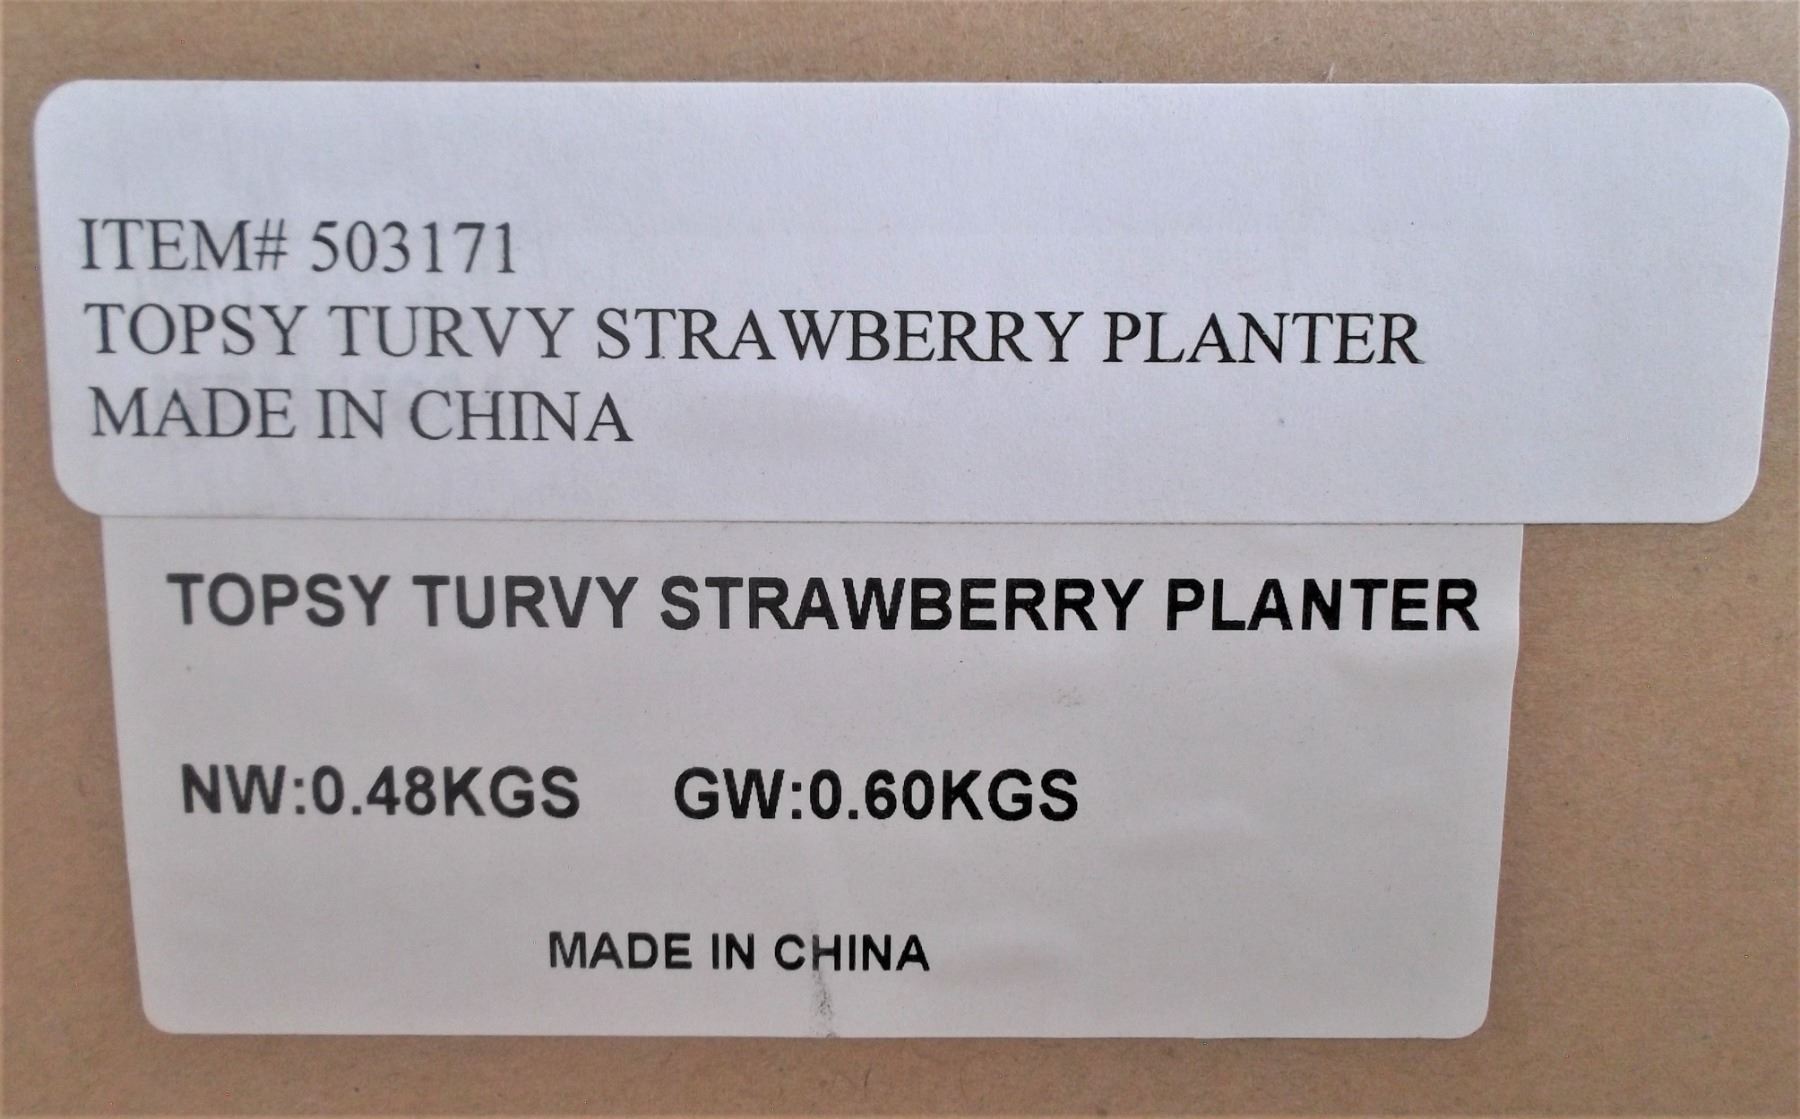 ITEM# 503171
TOPSY TURVY STRAWBERRY PLANTER
MADE IN CHINA
TOPSY TURVY STRAWBERRY PLANTER
NW:0.48KGS GW:0.60KGS
MADE IN CHINA